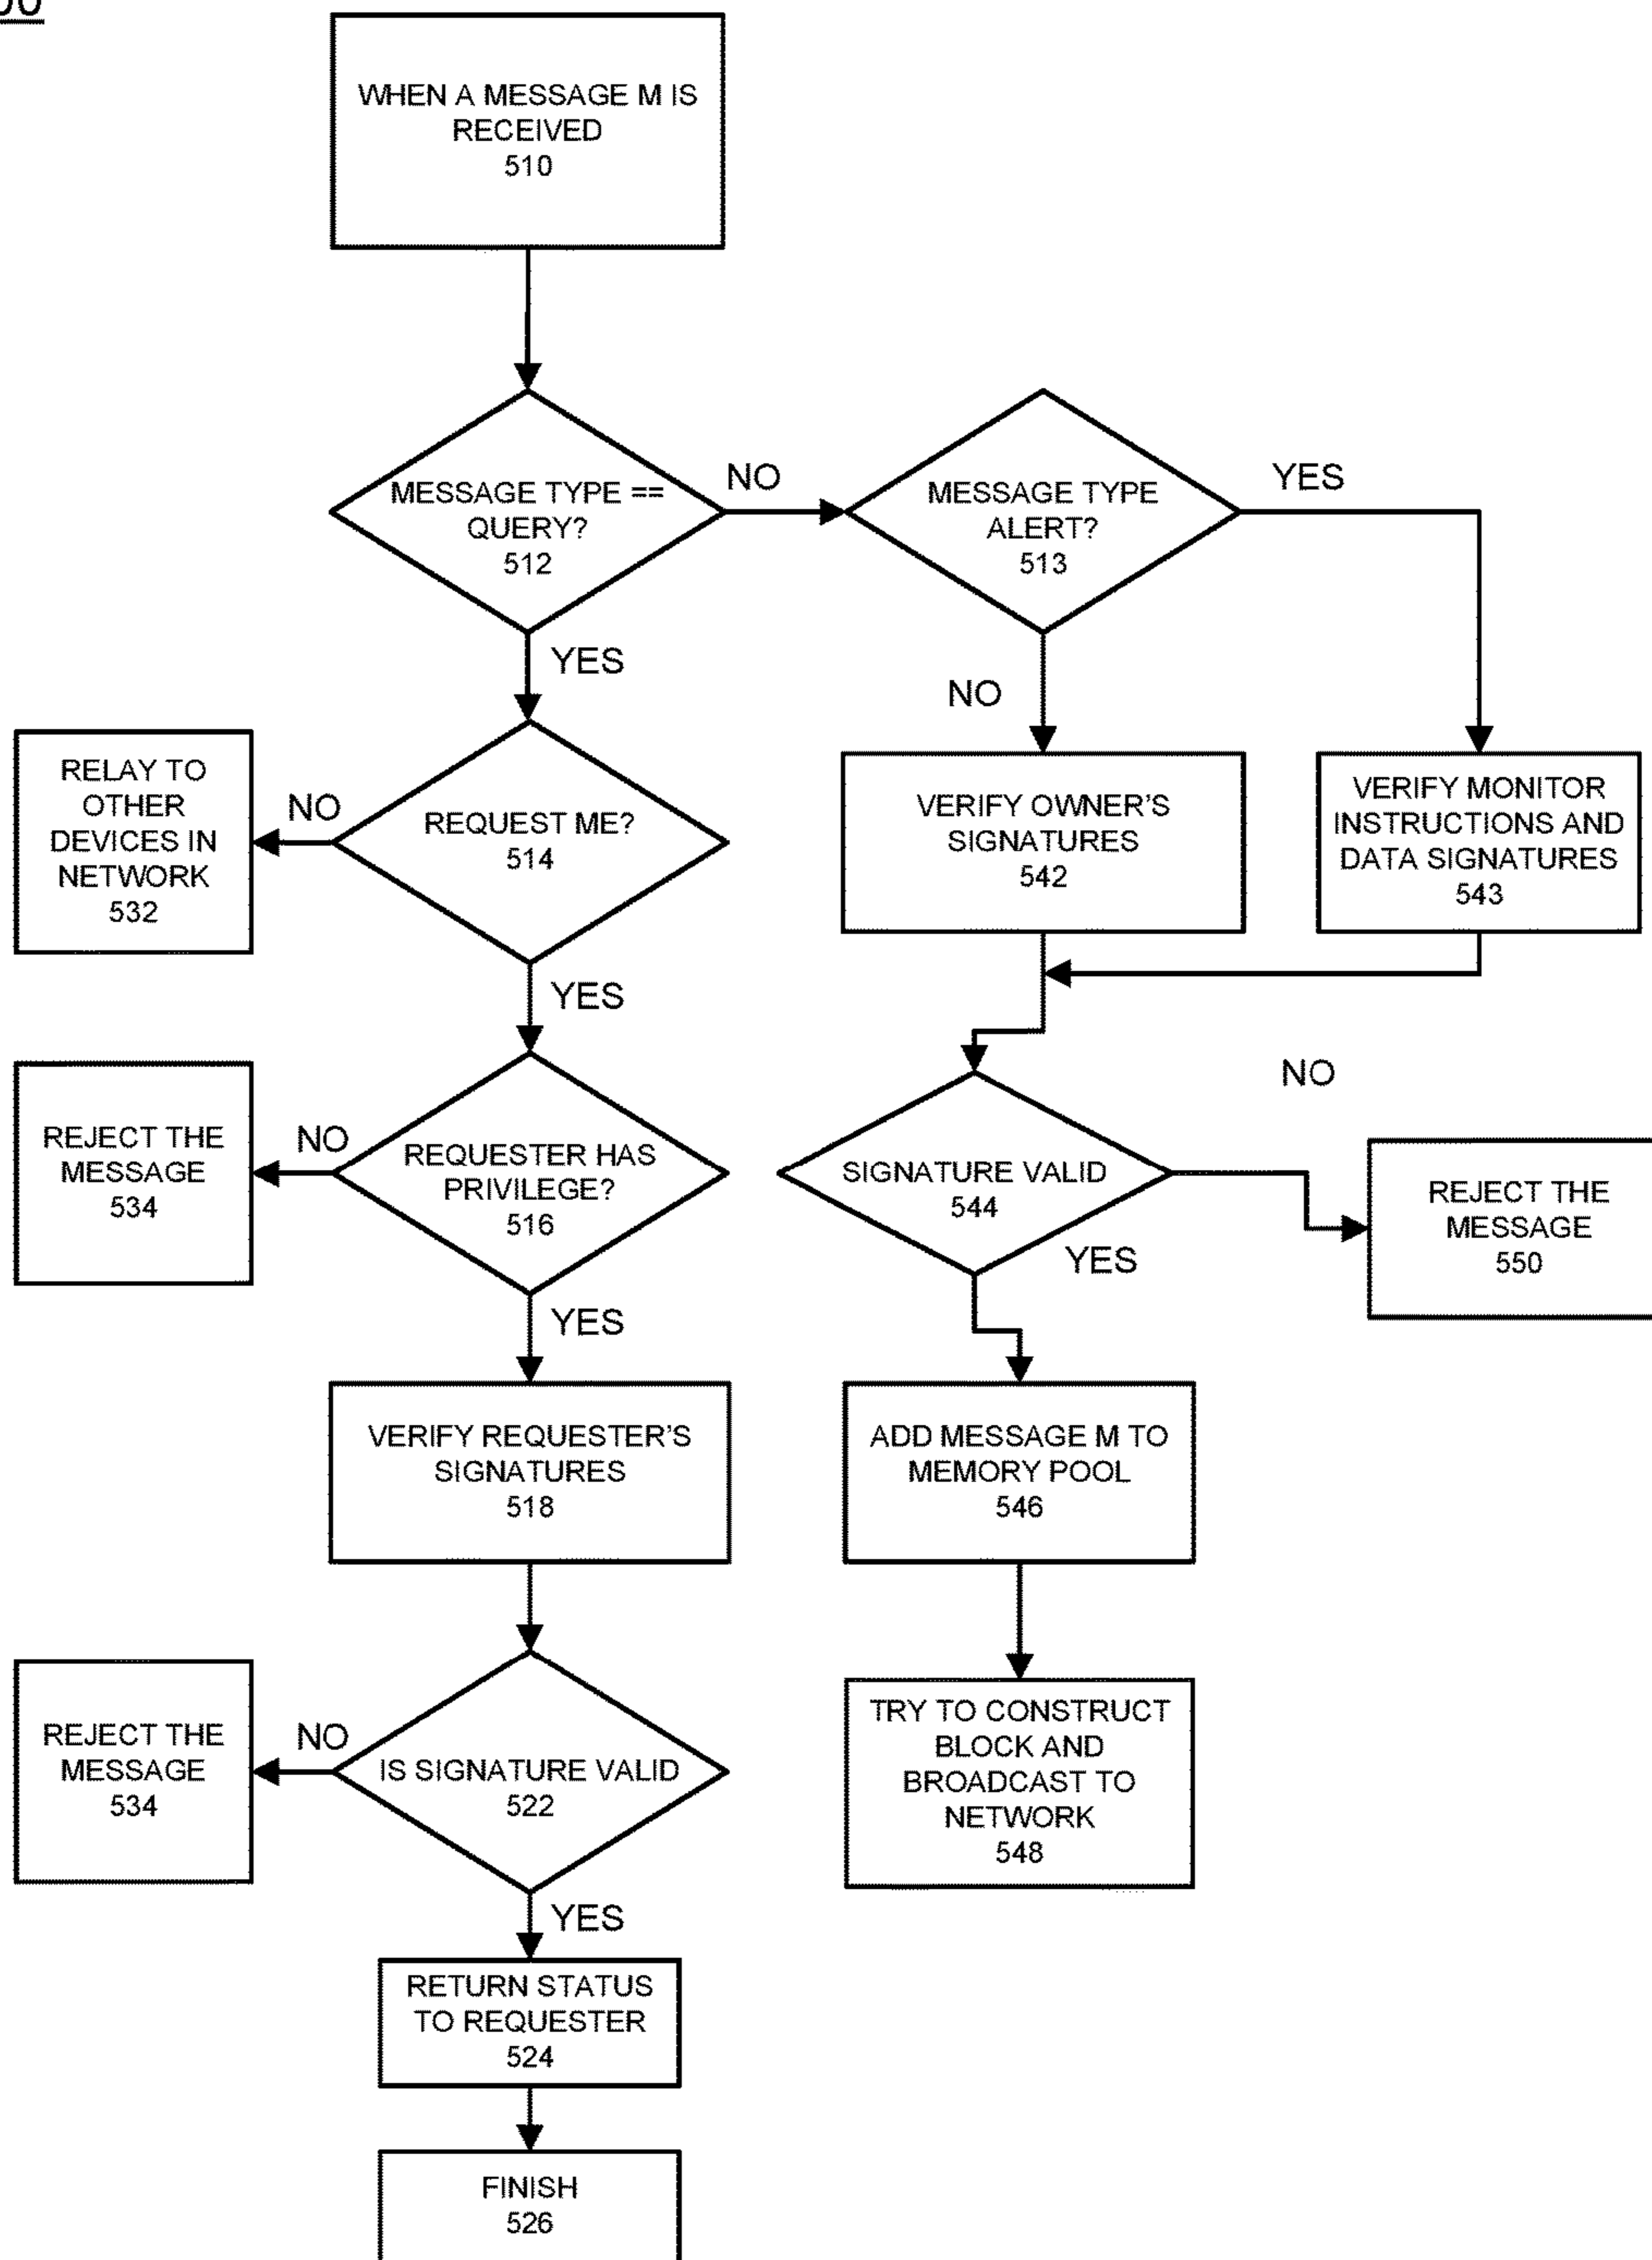 WHEN A MESSAGE M IS
RECEIVED
510
MESSAGE TYPE ==
QUERY?
512
NO
MESSAGE TYPE
ALERT?
513
YES
YES
NO
RELAY TO
OTHER
DEVICES IN
NETWORK
532
NO
REQUEST ME?
514
VERIFY OWNER'S
SIGNATURES
542
VERIFY MONITOR
INSTRUCTIONS AND
DATA SIGNATURES
543
YES
REJECT THE
MESSAGE
534
NO
REQUESTER HAS
PRIVILEGE?
516
SIGNATURE VALID
544
NO
REJECT THE
MESSAGE
550
YES
YES
VERIFY REQUESTER'S
SIGNATURES
518
ADD MESSAGE M TO
MEMORY POOL
546
REJECT THE
MESSAGE
534
NO
IS SIGNATURE VALID
522
TRY TO CONSTRUCT
BLOCK AND
BROADCAST TO
NETWORK
548
YES
RETURN STATUS
TO REQUESTER
524
FINISH
526